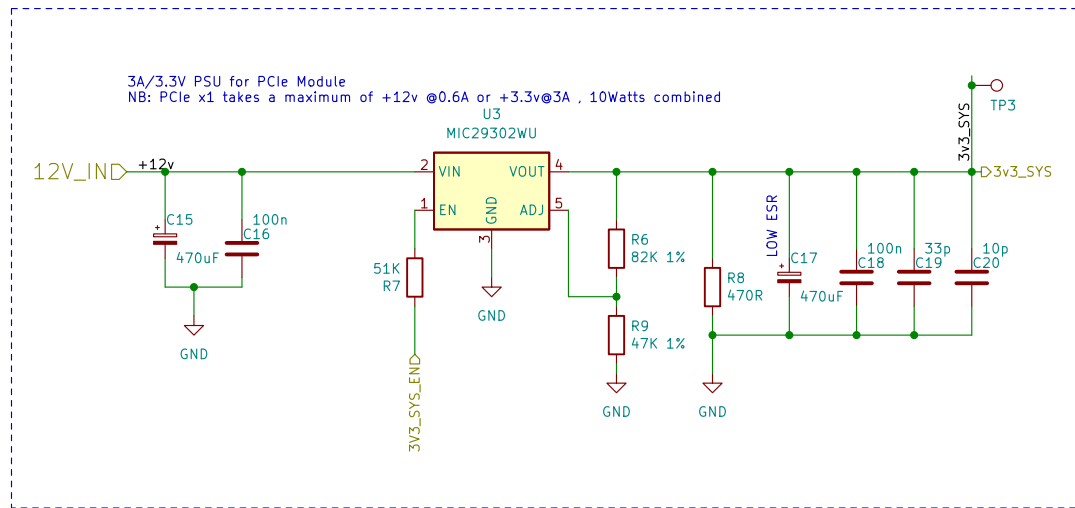 3A/3.3V PSU for PCIe Module
NB: PCIe x1 takes a maximum of +12v @0.6A or +3.3v@3A , 10Watts combined
U3
MIC29302WU
TP3
3v3_SYS
12V_IN
+12v
2
VIN
VOUT
4
3v3_SYS
1
EN
GND
ADJ
5
3
C15
470uF
100n
C16
51K
R7
GND
R6
82K 1%
R8
470R
LOW ESR
C17
470uF
100n
C18
33p
C19
10p
C20
R9
47K 1%
GND
3V3_SYS_EN
GND
GND